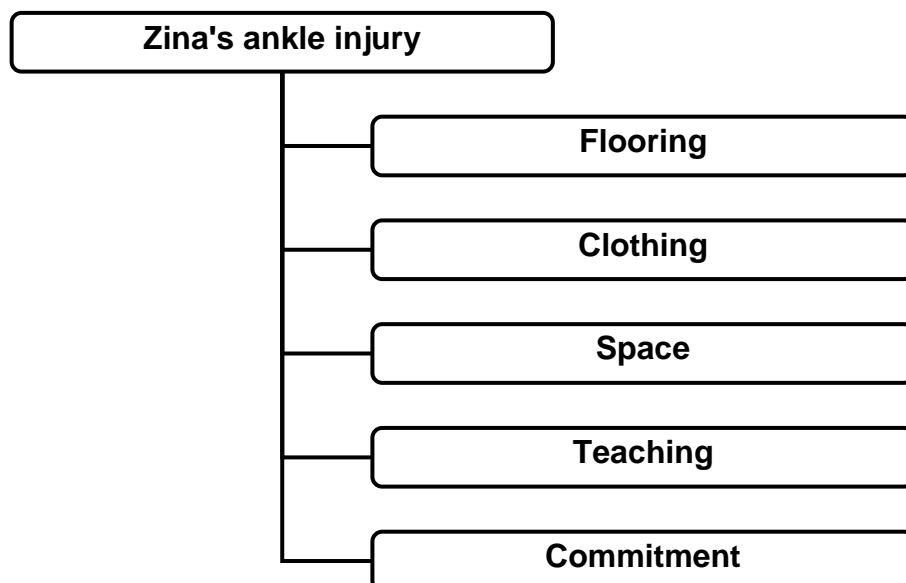 Zina's ankle injury
Flooring
Clothing
Space
Teaching
Commitment